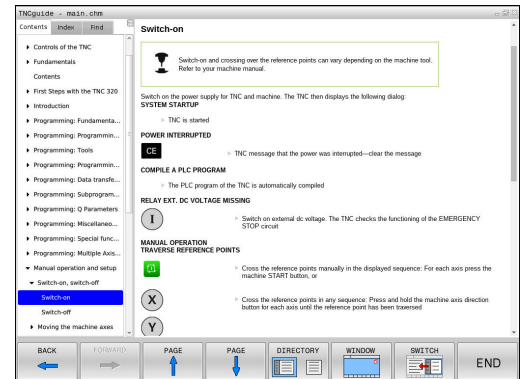 TNCguide - main.chm
Contents Index Find
Controls of the TNC
Fundamentals
Contents
First Steps with the TNC 320
Introduction
Programming: Fundamenta...
Programming: Programmin...
Programming: Tools
Programming: Programmin...
Programming: Data transfe...
Programming: Subprogram...
Programming: Q Parameters
Programming: Miscellaneo...
Programming: Special func...
Programming: Multiple Axis...
Manual operation and setup
Switch-on, switch-off
Switch-on
Switch-off
Moving the machine axes
Switch-on
Switch-on and crossing over the reference points can vary depending on the machine tool.
Refer to your machine manual.
Switch on the power supply for TNC and machine. The TNC then displays the following dialog:
SYSTEM STARTUP
TNC is started
POWER INTERRUPTED
CE
TNC message that the power was interrupted—clear the message
COMPILE A PLC PROGRAM
The PLC program of the TNC is automatically compiled
RELAY EXT. DC VOLTAGE MISSING
I
Switch on external dc voltage. The TNC checks the functioning of the EMERGENCY
STOP circuit
MANUAL OPERATION
TRAVERSE REFERENCE POINTS
Cross the reference points manually in the displayed sequence: For each axis press the
machine START button, or
X
Cross the reference points in any sequence: Press and hold the machine axis direction
button for each axis until the reference point has been traversed
Y
BACK FORWARD PAGE PAGE DIRECTORY WINDOW SWITCH END